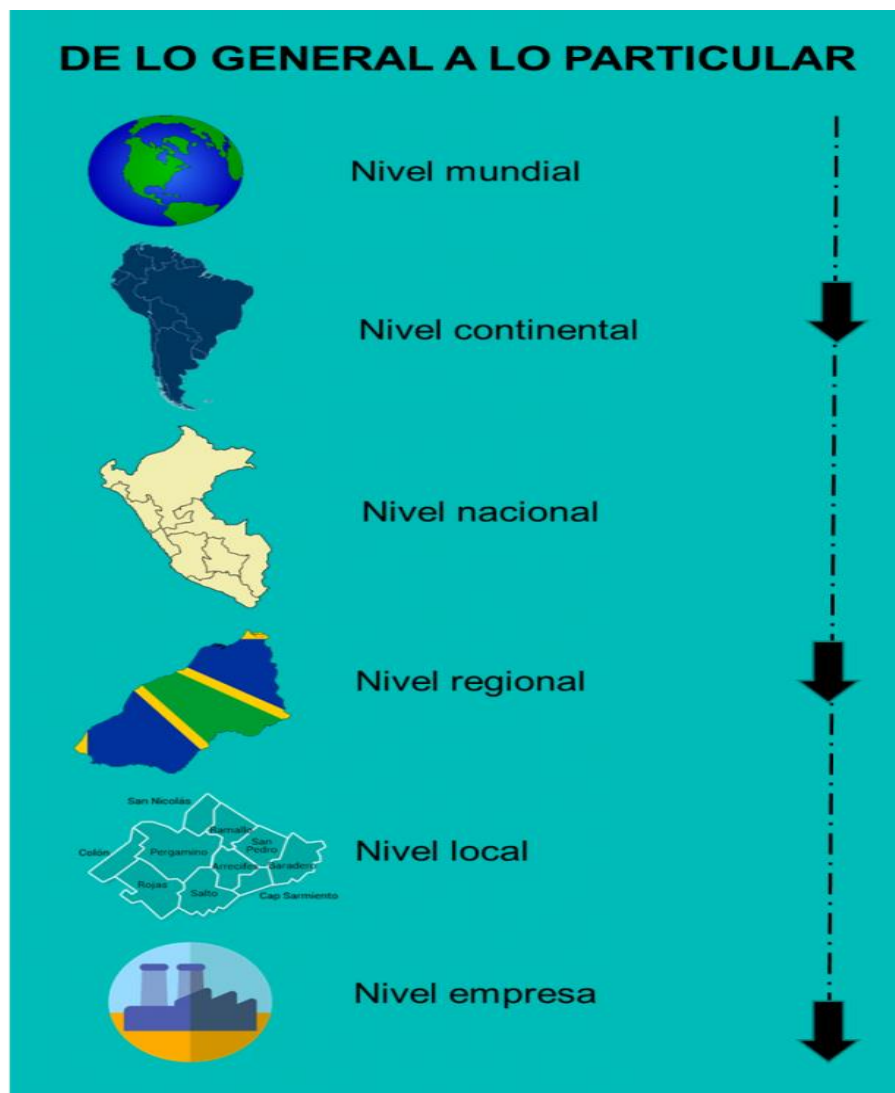 DE LO GENERAL A LO PARTICULAR
Nivel mundial
Nivel continental
Nivel nacional
Nivel regional
San Nicolás
Ramallo
San
Pedro
Colón
Pergamino
Arrecifes
Baradero
Rojas
Salto
Cap Sarmiento
Nivel local
Nivel empresa